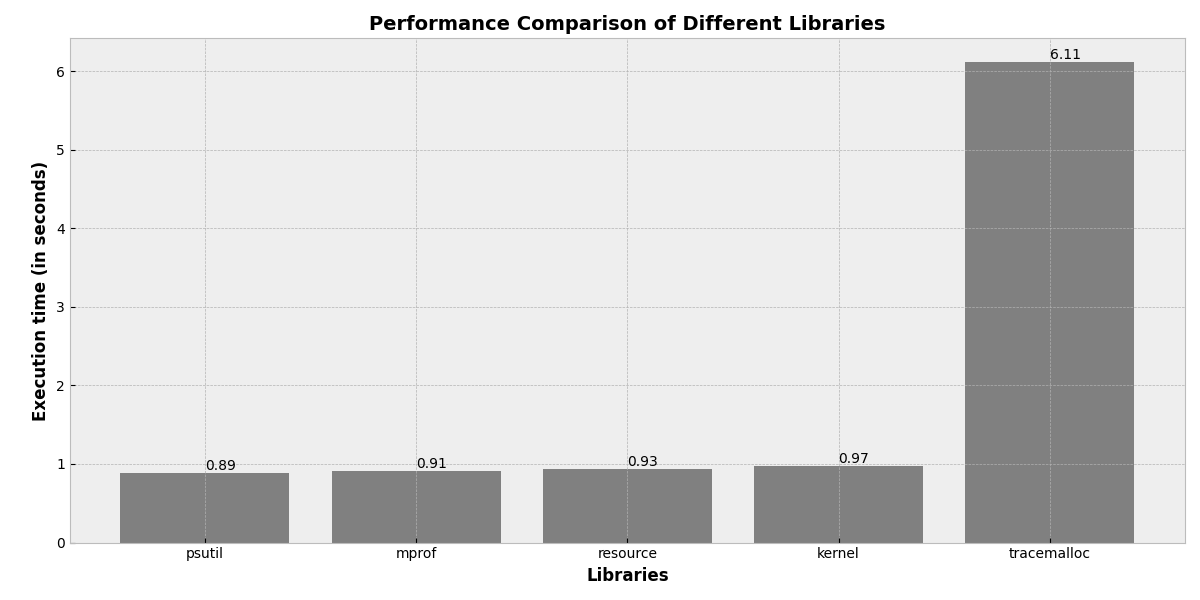 Performance Comparison of Different Libraries
Execution time (in seconds)
6
5
4
3
2
1
0
0.89
0.91
0.93
0.97
6.11
psutil
mprof
resource
kernel
tracemalloc
Libraries